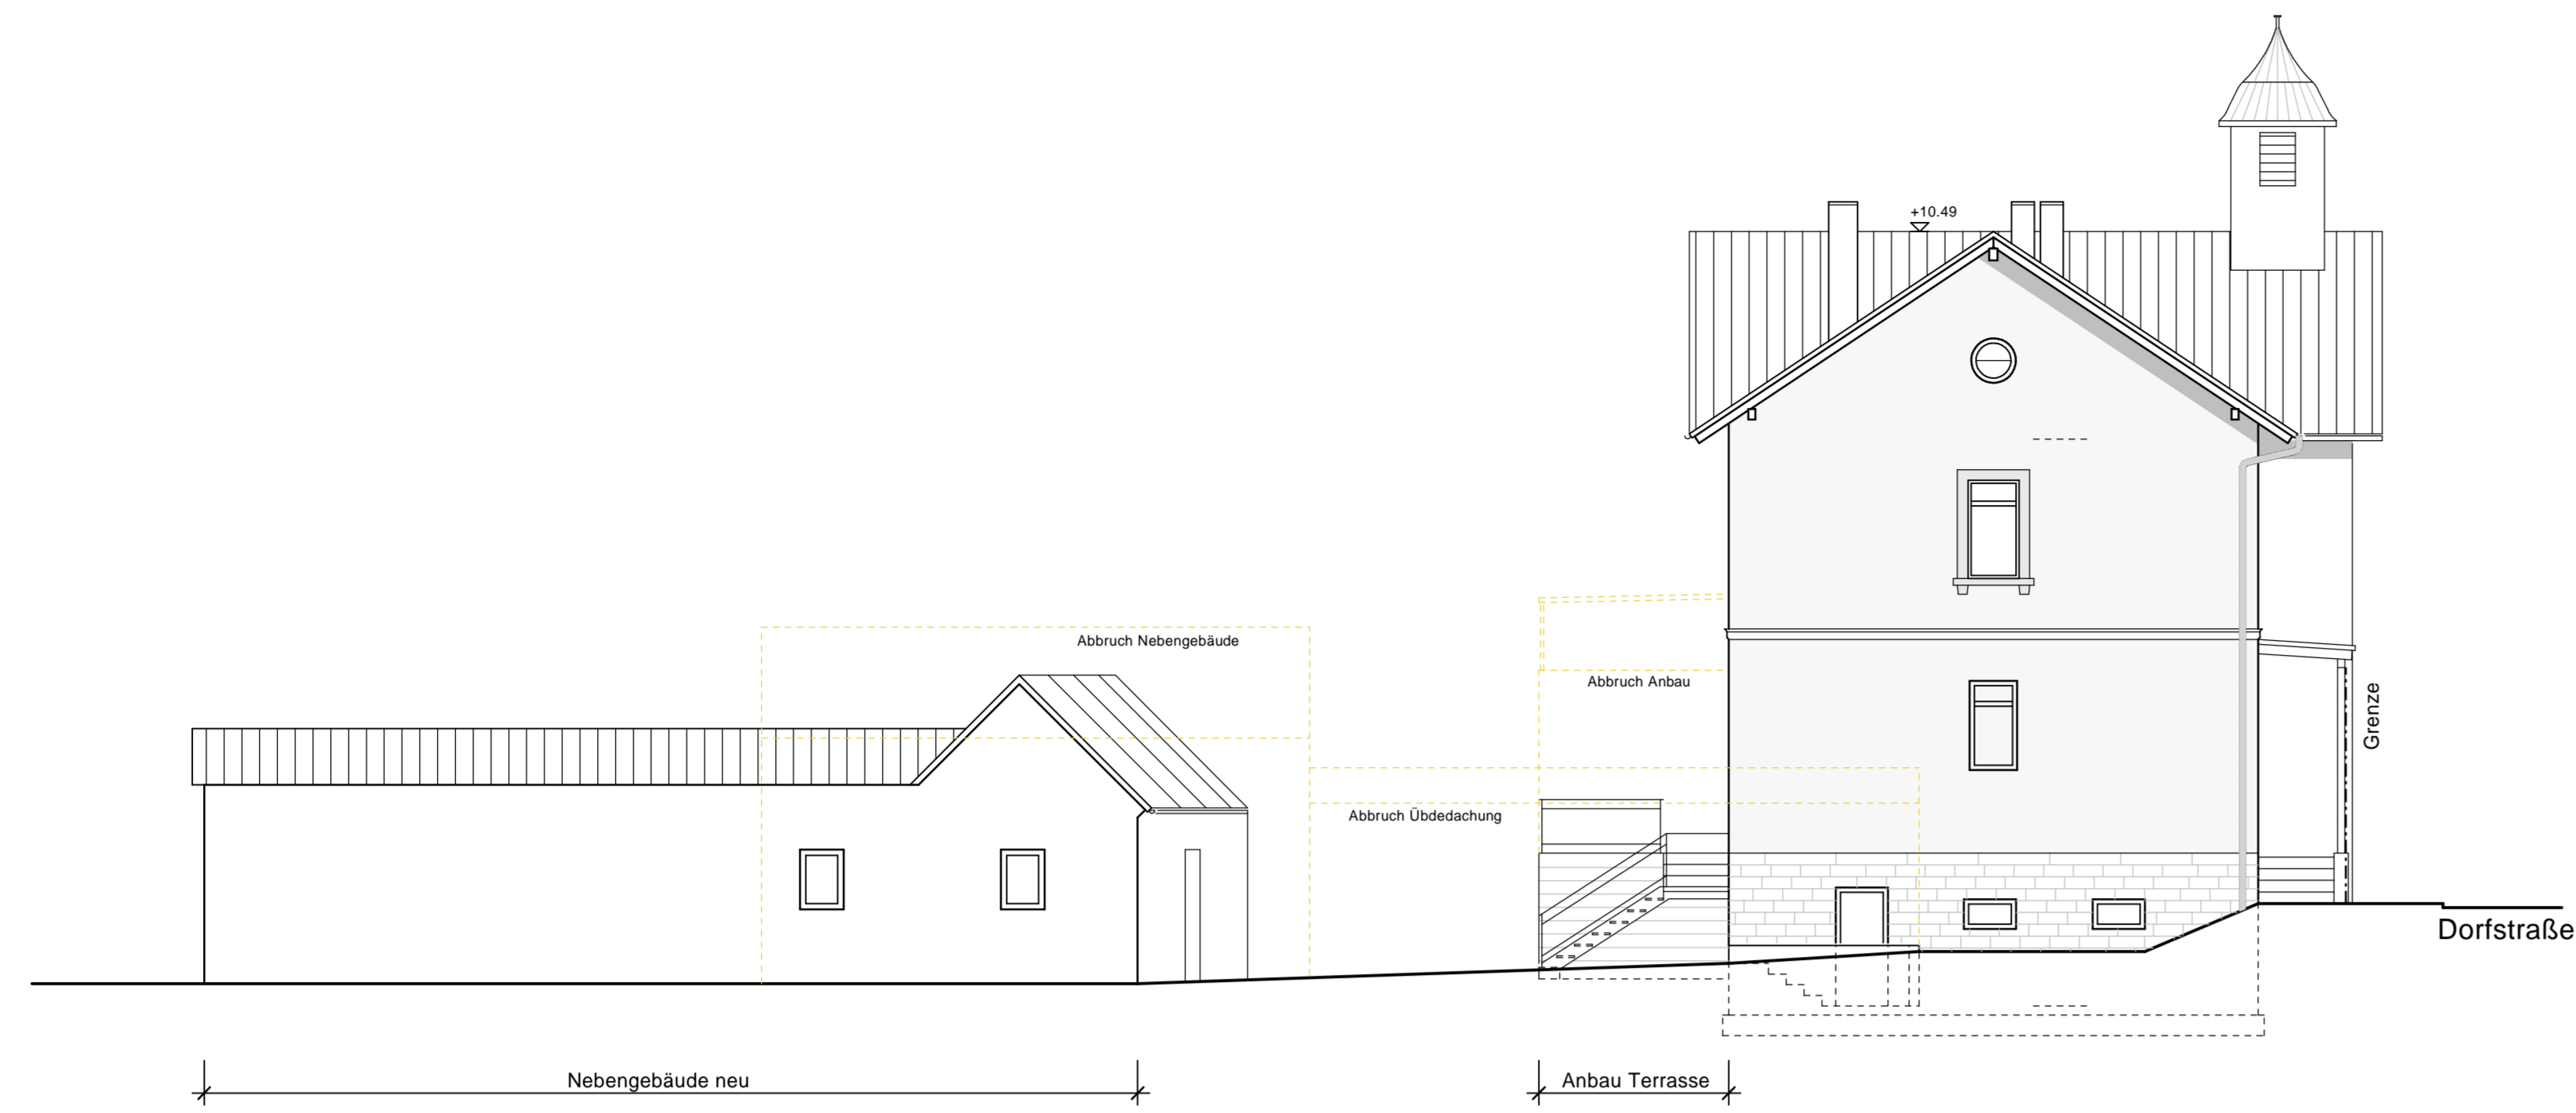 +10.49
Abbruch Nebengebäude
Abbruch Anbau
Grenze
Abbruch Übdedachung
Dorfstraße
Nebengebäude neu
Anbau Terrasse